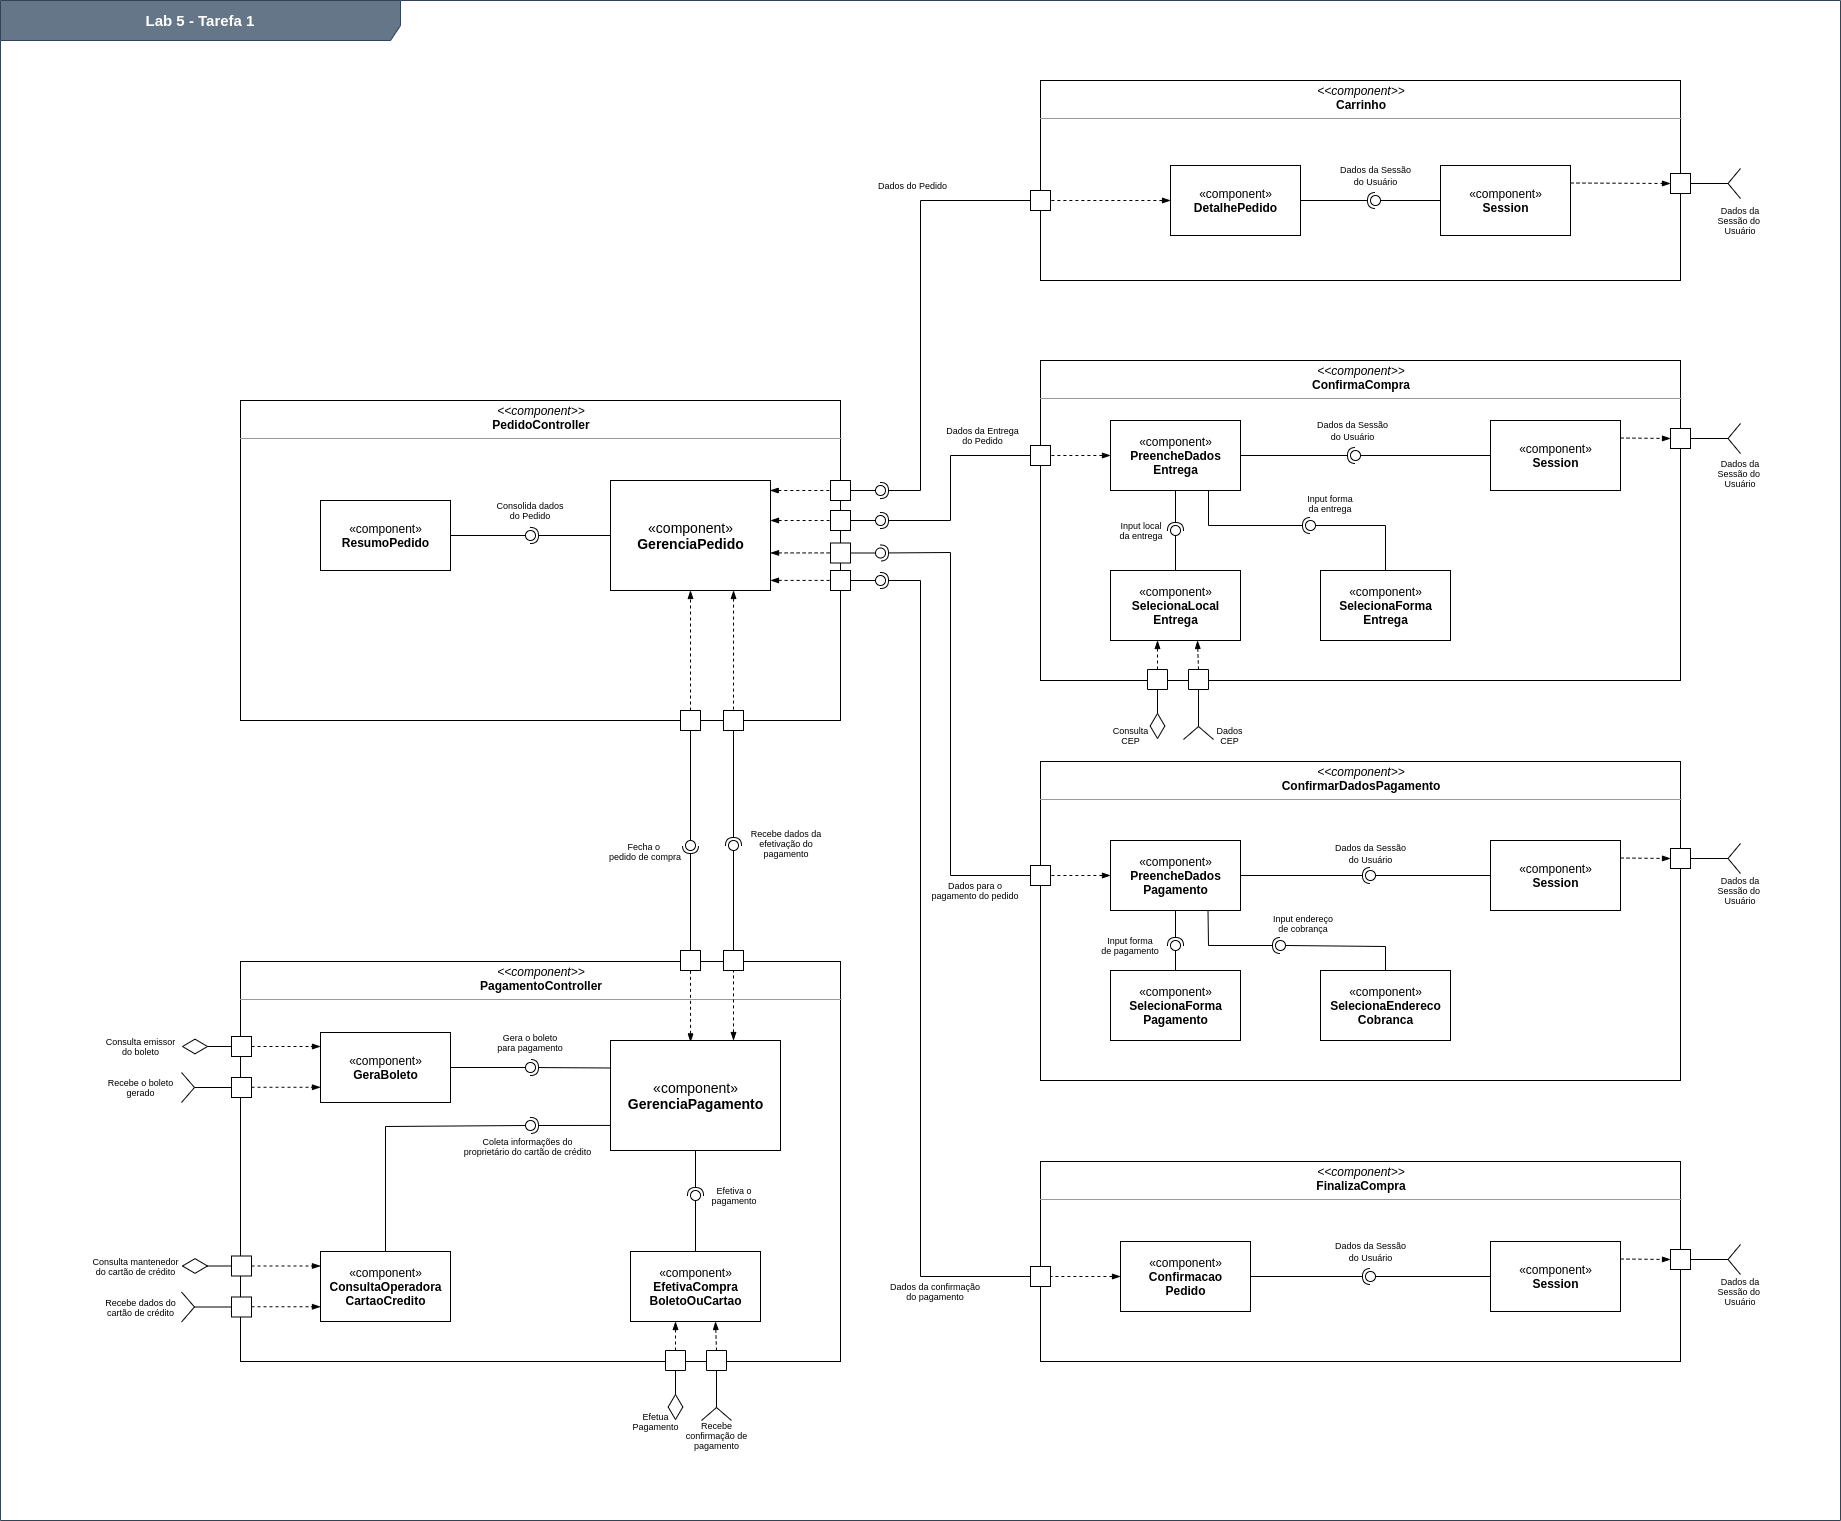 Lab 5 - Tarefa 1
<<component>>
Carrinho
Dados do Pedido
«component»
DetalhePedido
Dados da Sessão
do Usuário
«component»
Session
Dados da
Sessão do
Usuário
<<component>>
ConfirmaCompra
Dados da Entrega
do Pedido
«component»
PreencheDados
Entrega
Dados da Sessão
do Usuário
«component»
Session
Dados da
Sessão do
Usuário
Input local
da entrega
Input forma
da entrega
«component»
SelecionaLocal
Entrega
«component»
SelecionaForma
Entrega
Consulta
CEP
Dados
CEP
<<component>>
PedidoController
«component»
ResumoPedido
Consolida dados
do Pedido
«component»
GerenciaPedido
Fecha o
pedido de compra
Recebe dados da
efetivação do
pagamento
<<component>>
ConfirmarDadosPagamento
Dados para o
pagamento do pedido
«component»
PreencheDados
Pagamento
Dados da Sessão
do Usuário
«component»
Session
Dados da
Sessão do
Usuário
Input forma
de pagamento
Input endereço
de cobrança
«component»
SelecionaForma
Pagamento
«component»
SelecionaEndereco
Cobranca
<<component>>
PagamentoController
Consulta emissor
do boleto
Recebe o boleto
gerado
«component»
GeraBoleto
Gera o boleto
para pagamento
«component»
GerenciaPagamento
Coleta informações do
proprietário do cartão de crédito
Efetiva o
pagamento
Consulta mantenedor
do cartão de crédito
Recebe dados do
cartão de crédito
«component»
ConsultaOperadora
CartaoCredito
«component»
EfetivaCompra
BoletoOuCartao
Efetua
Pagamento
Recebe
confirmação de
pagamento
<<component>>
FinalizaCompra
Dados da confirmação
do pagamento
«component»
Confirmacao
Pedido
Dados da Sessão
do Usuário
«component»
Session
Dados da
Sessão do
Usuário